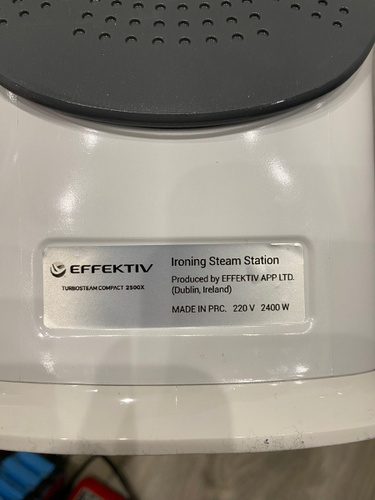 EFFEKTIV
TURBOSTEAM COMPACT 2500X
Ironing Steam Station
Produced by EFFEKTIV APP LTD.
(Dublin, Ireland)
MADE IN PRC. 220 V 2400 W